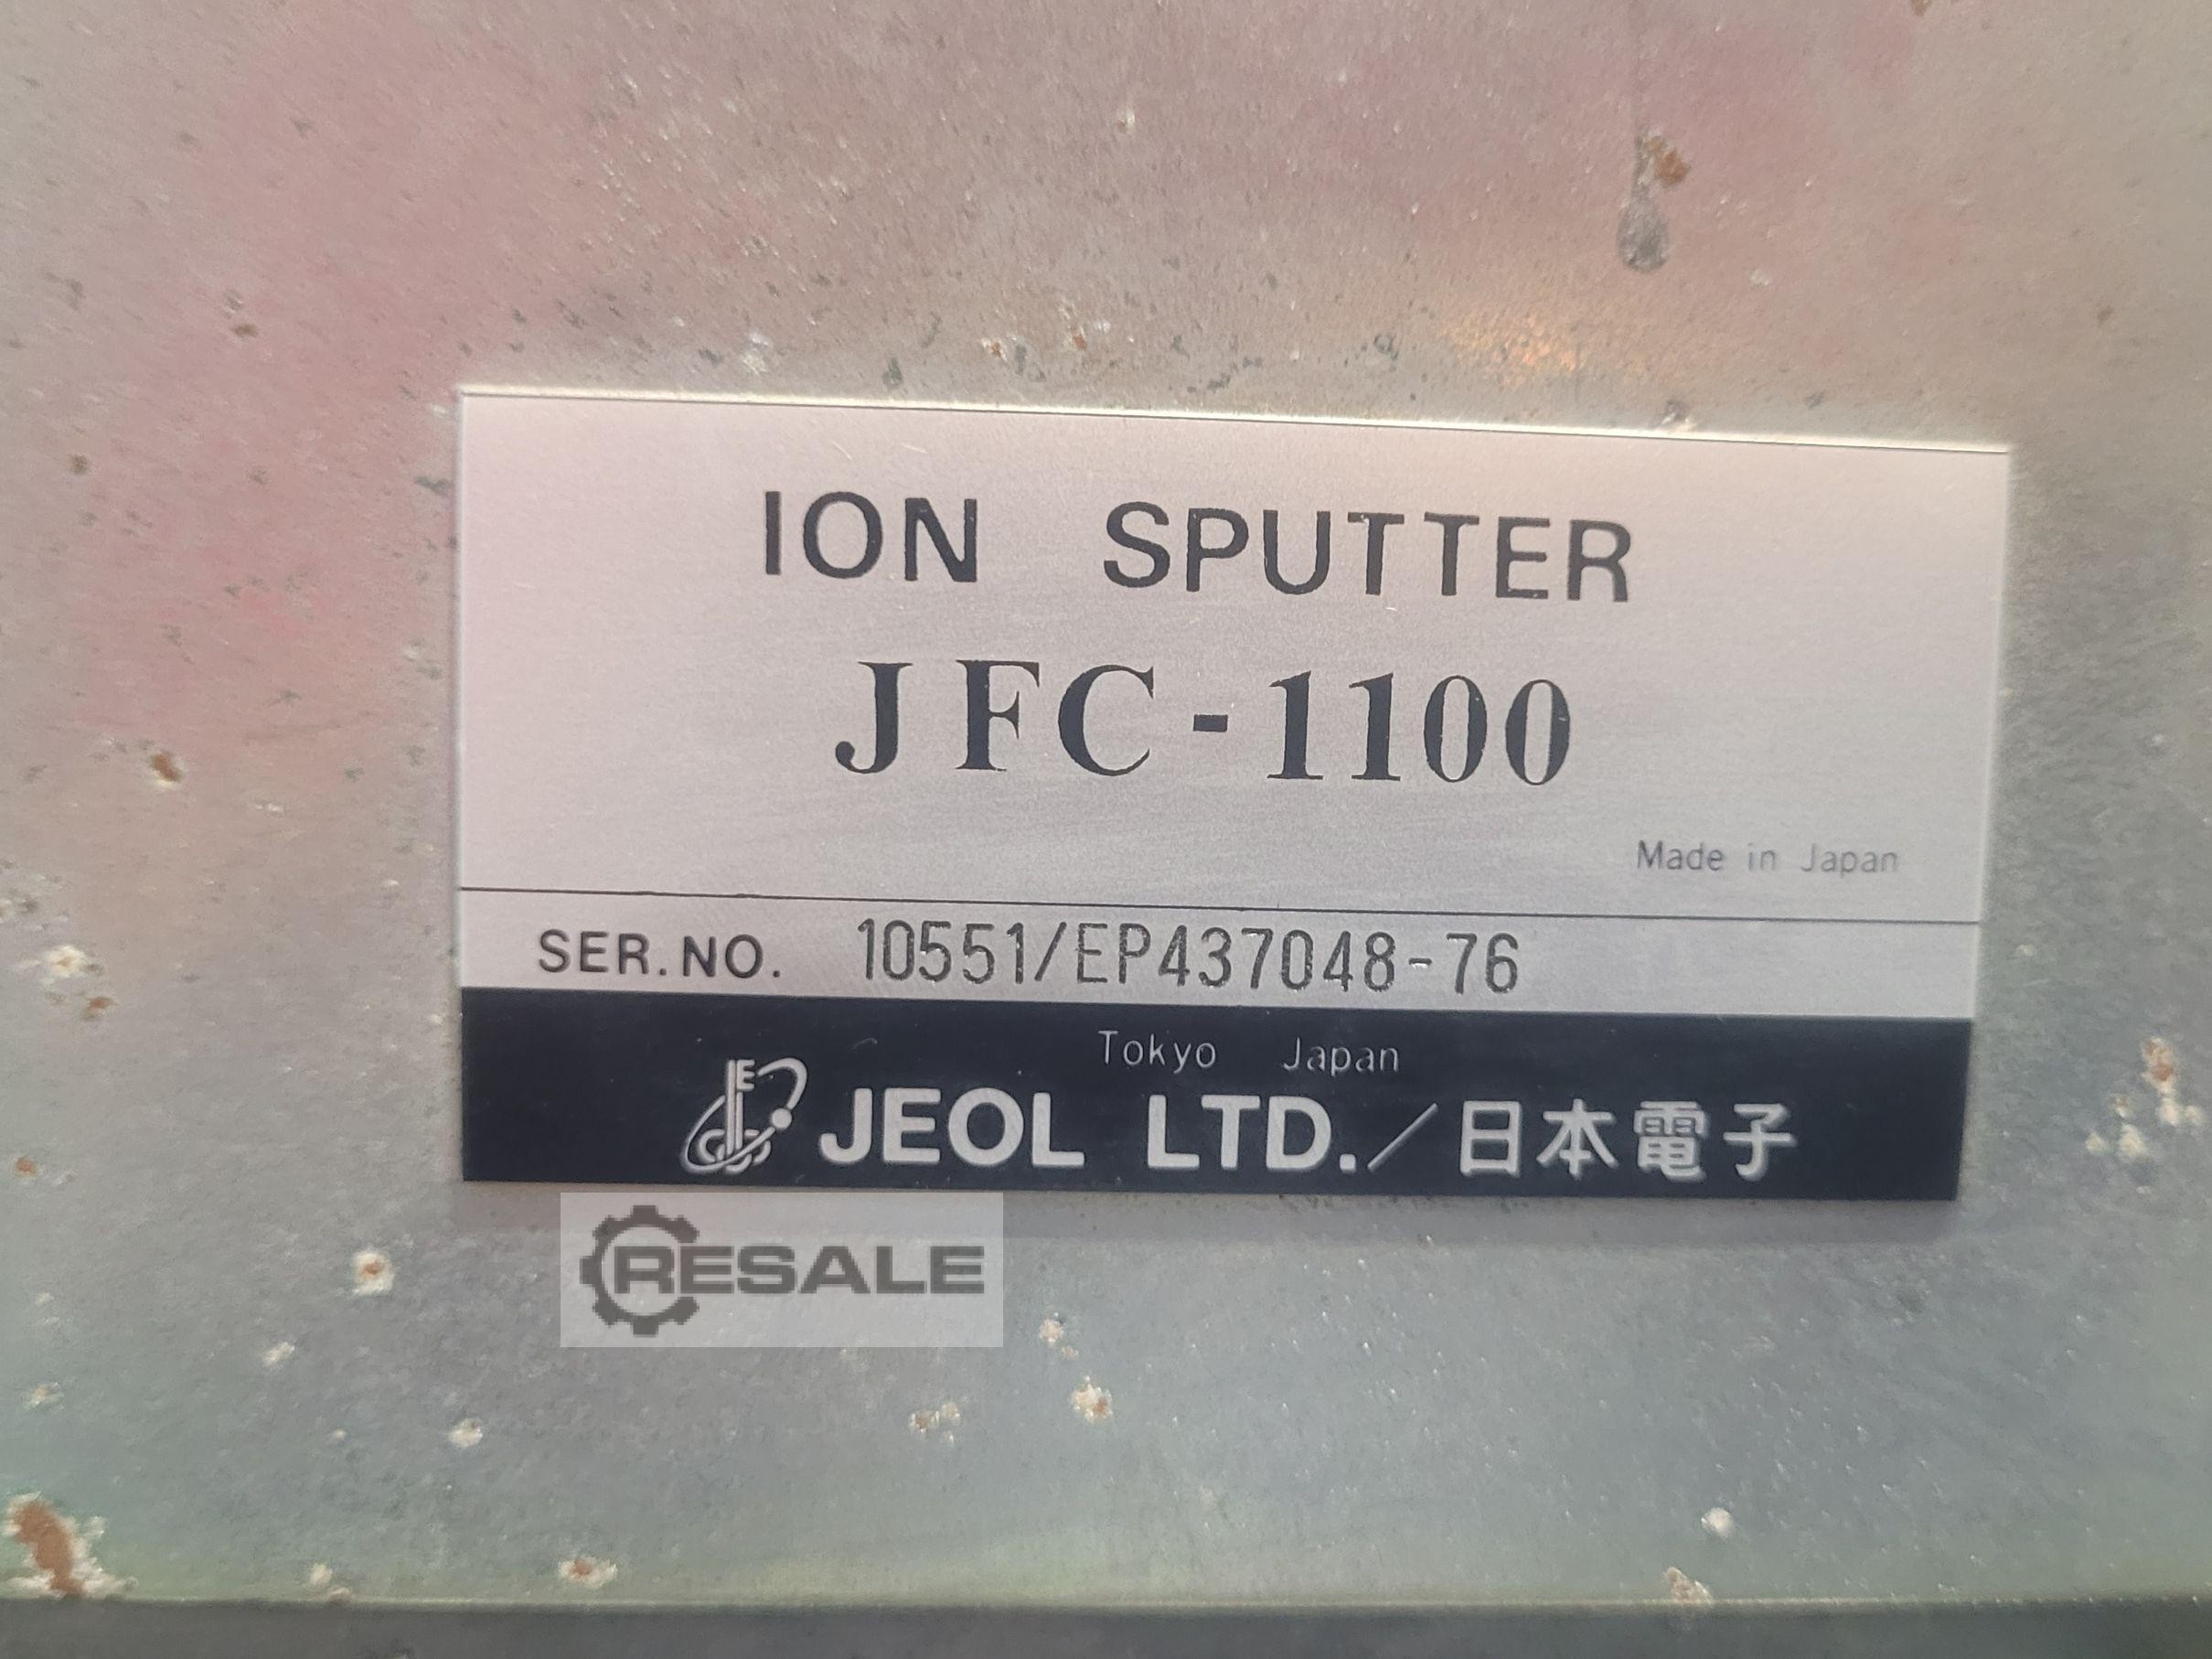 ION SPUTTER
JFC-1100
Made in Japan
SER.NO. 10551/EP437048-76
Tokyo Japan
JEOL LTD./日本電子
RESALE